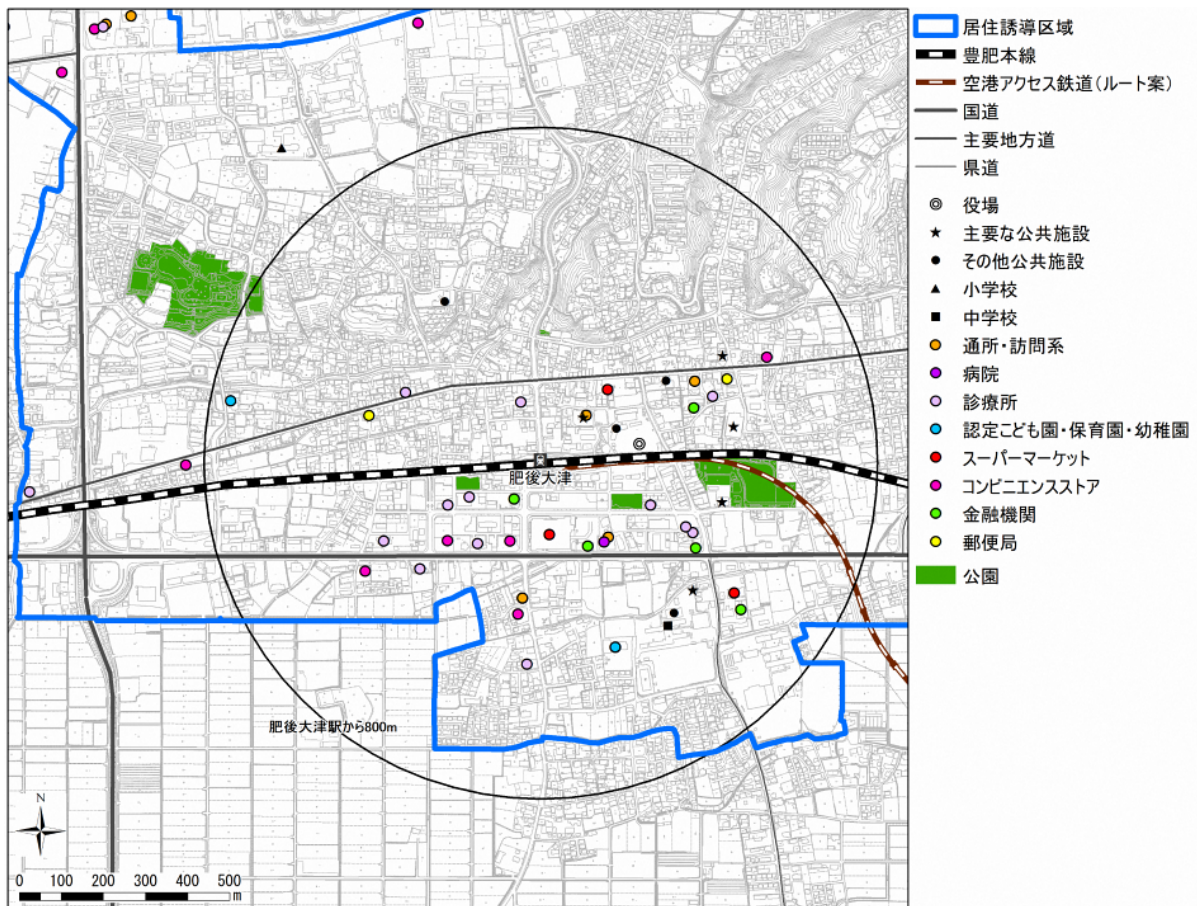 居住誘導区域
豊肥本線
空港アクセス鉄道（ルート案）
国道
主要地方道
県道
役場
主要な公共施設
その他公共施設
小学校
中学校
通所・訪問系
病院
診療所
認定こども園・保育園・幼稚園
スーパーマーケット
コンビニエンスストア
金融機関
郵便局
公園
肥後大津
肥後大津駅から800m
N
0 100 200 300 400 500
m